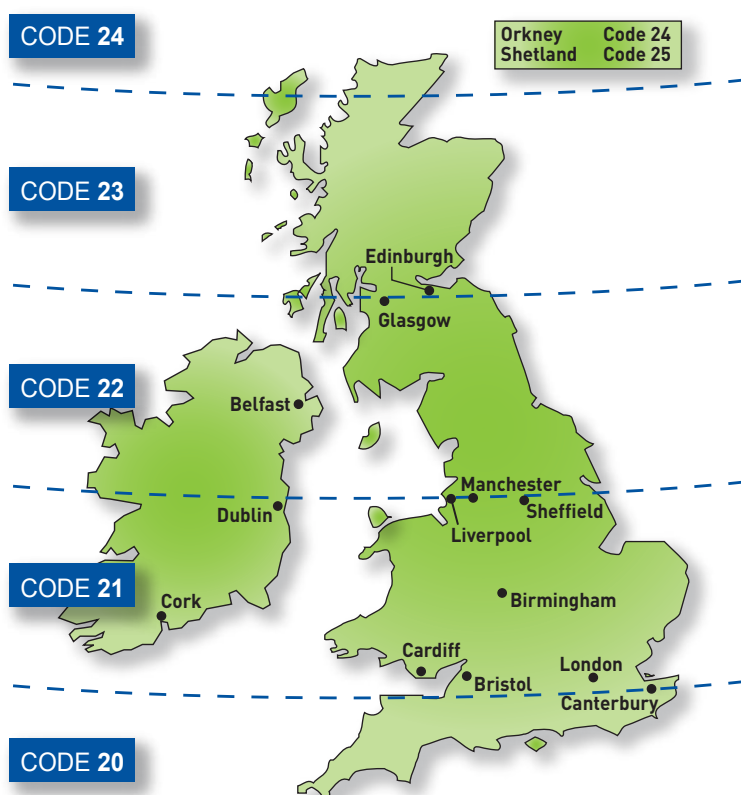 CODE 24
Orkney Code 24
Shetland Code 25
CODE 23
Edinburgh
Glasgow
CODE 22
Belfast
Manchester
Dublin
Sheffield
Liverpool
CODE 21
Cork
Birmingham
Cardiff
London
Bristol
Canterbury
CODE 20